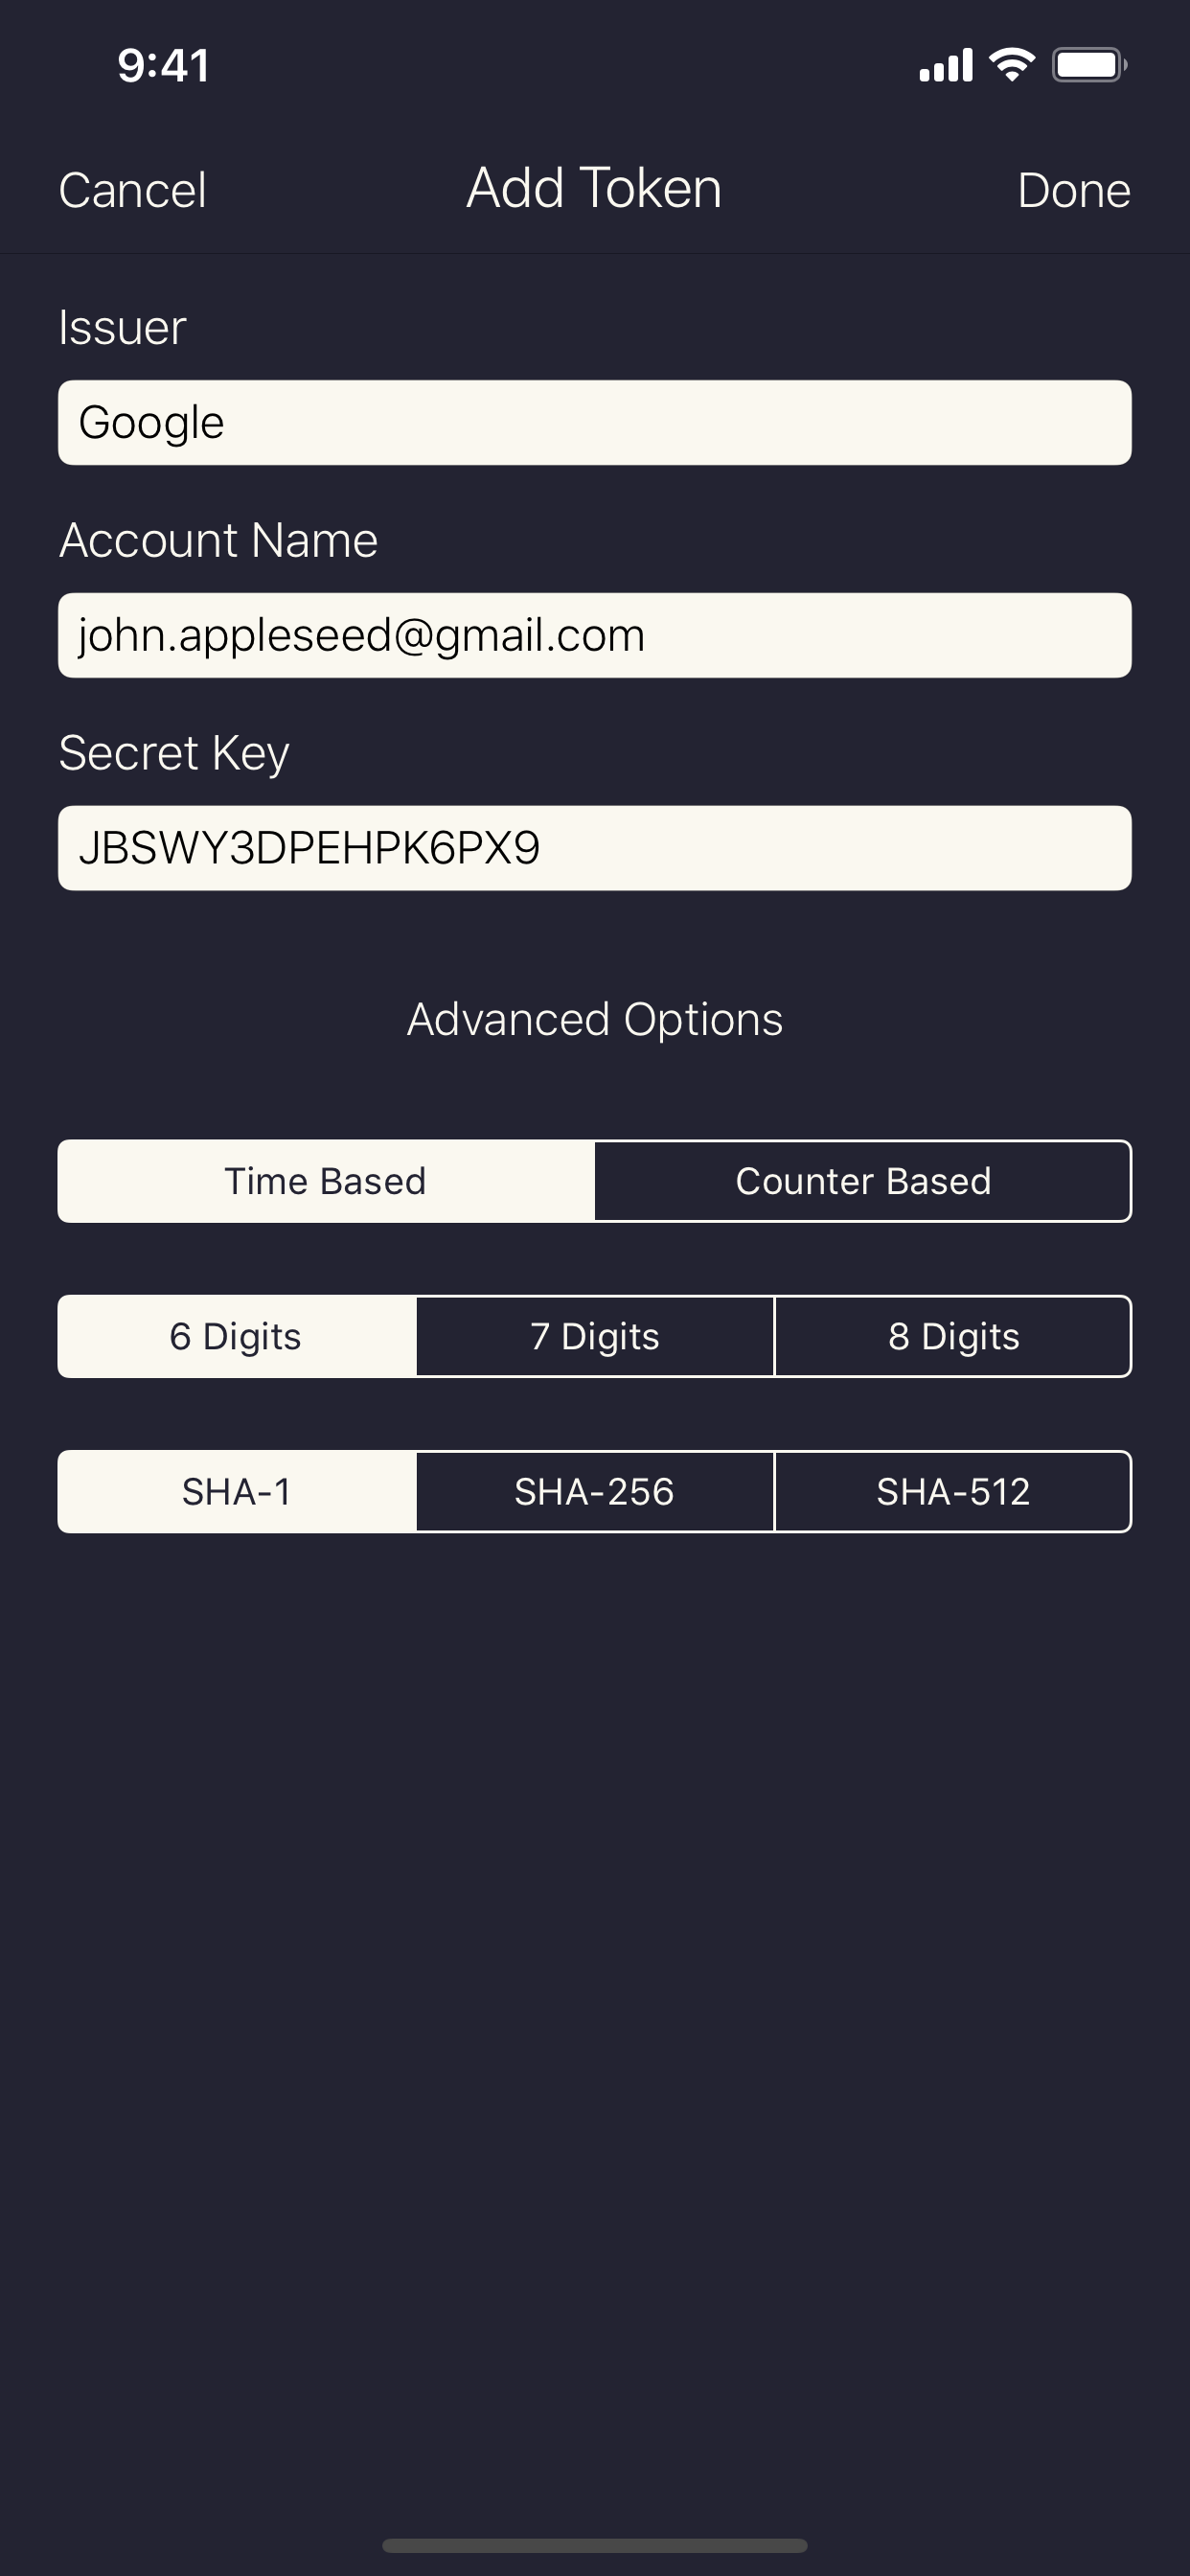 9:41
Cancel Add Token Done
Issuer
Google
Account Name
john.appleseed@gmail.com
Secret Key
JBSWY3DPEHPK6PX9
Advanced Options
Time Based Counter Based
6 Digits 7 Digits 8 Digits
SHA-1 SHA-256 SHA-512